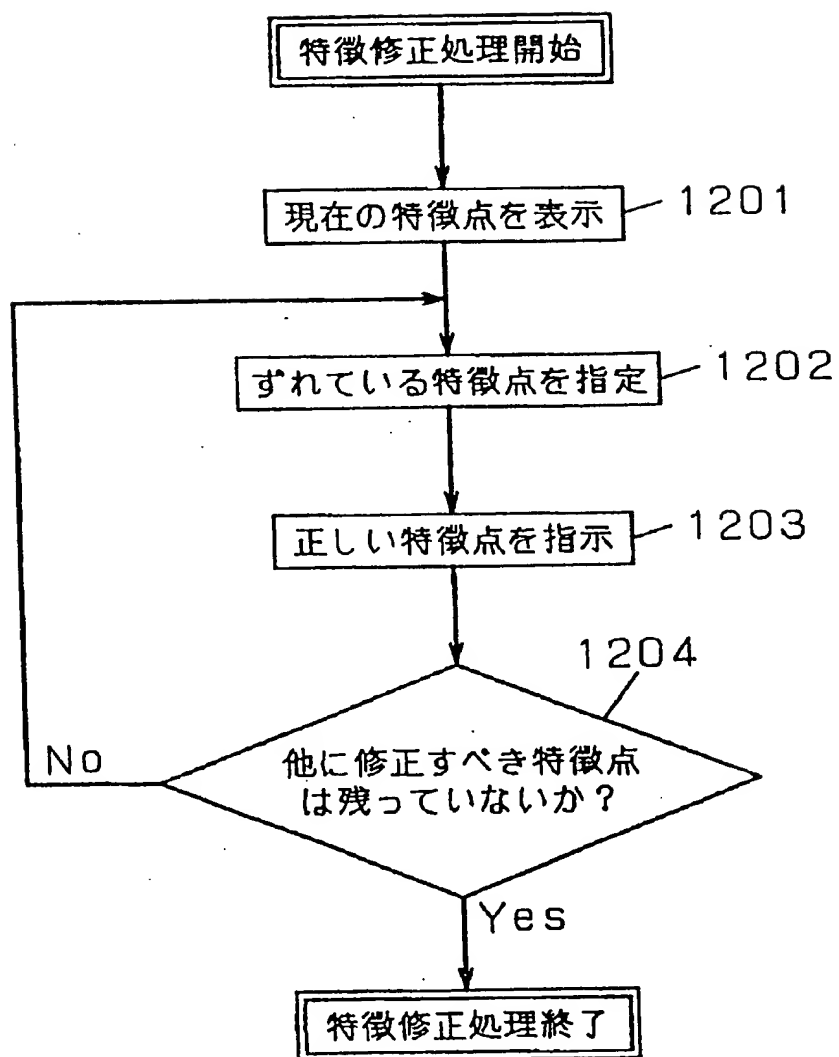 特徴修正処理開始
現在の特徴点を表示
1201
ずれている特徴点を指定
1202
正しい特徴点を指示
1203
1204
他に修正すべき特徴点
は残っていないか？
No
Yes
特徴修正処理終了